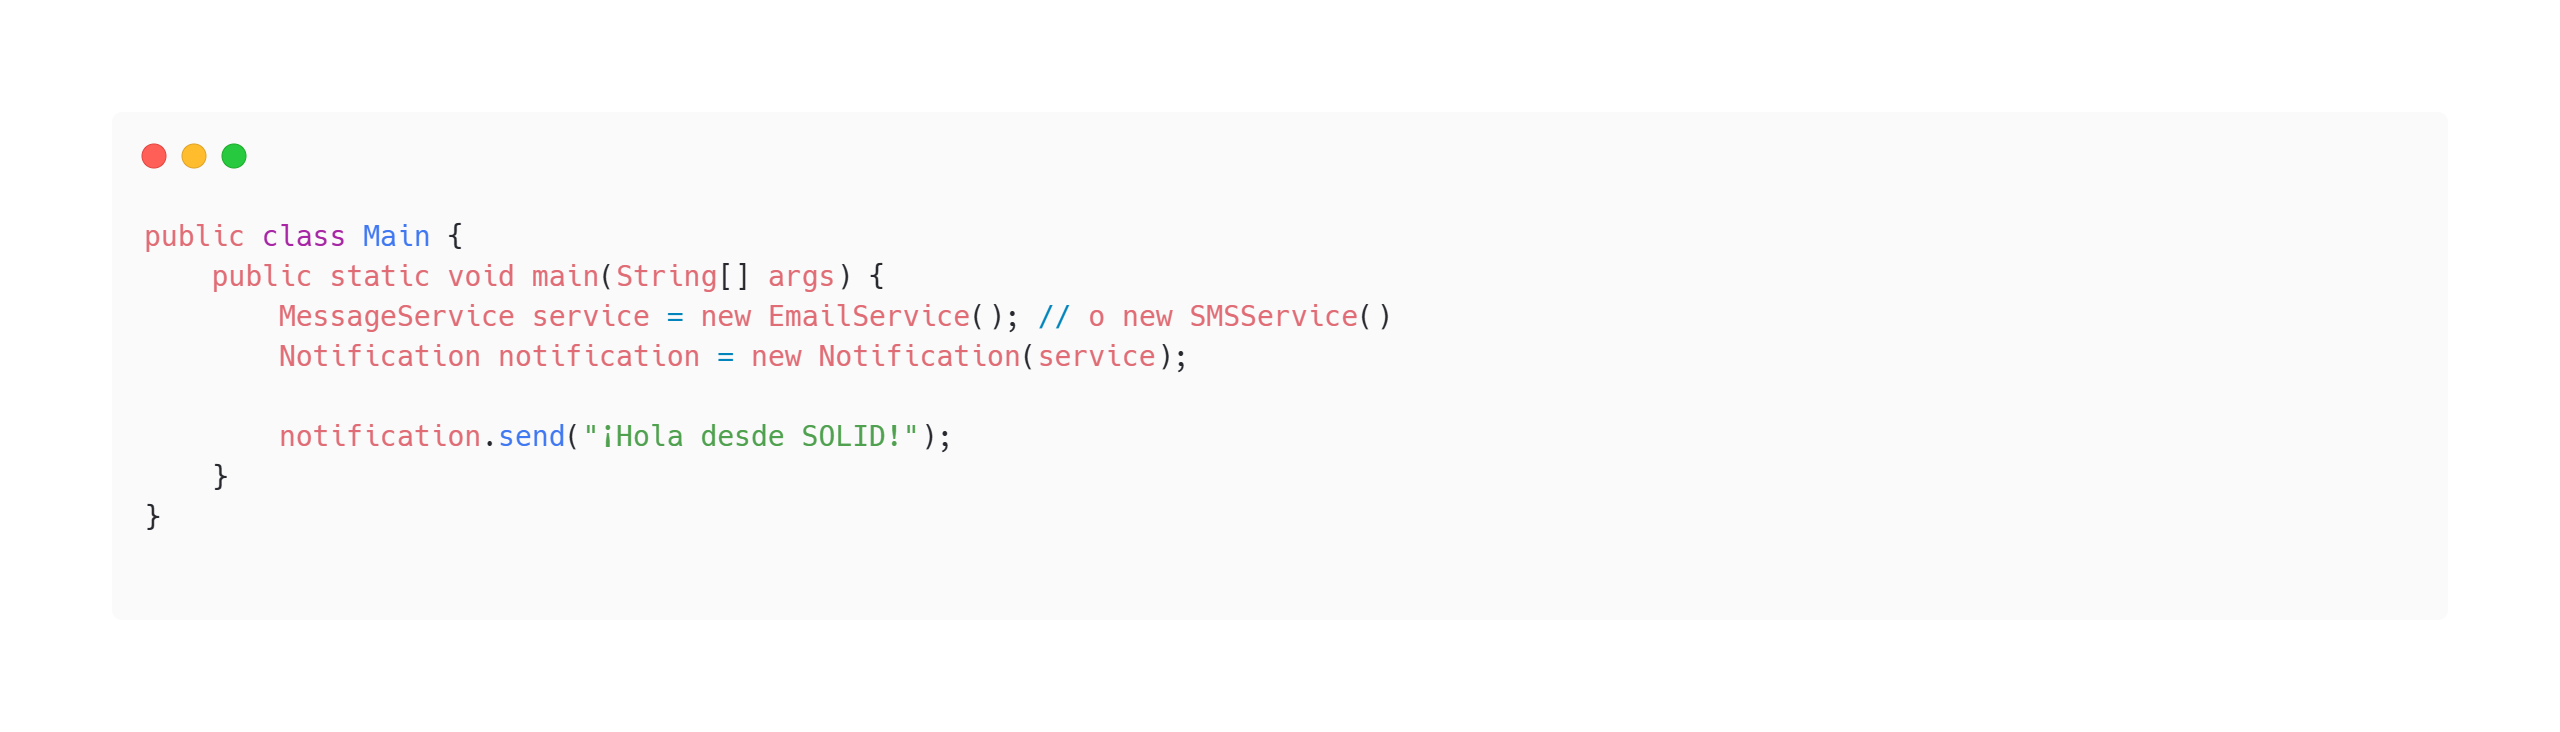 public class Main {
    public static void main(String[] args) {
        MessageService service = new EmailService(); // o new SMSService()
        Notification notification = new Notification(service);

        notification.send("¡Hola desde SOLID!");
    }
}